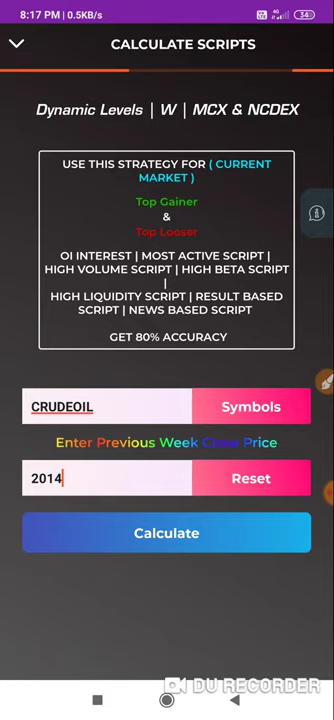 8:17 PM | 0.5KB/s
4G
34
CALCULATE SCRIPTS
Dynamic Levels | W | MCX & NCDEX
USE THIS STRATEGY FOR ( CURRENT
MARKET )
Top Gainer
&
Top Looser
OI INTEREST | MOST ACTIVE SCRIPT |
HIGH VOLUME SCRIPT | HIGH BETA SCRIPT
|
HIGH LIQUIDITY SCRIPT | RESULT BASED
SCRIPT | NEWS BASED SCRIPT
GET 80% ACCURACY
CRUDEOIL
Symbols
Enter Previous Week Close Price
2014
Reset
Calculate
DU RECORDER